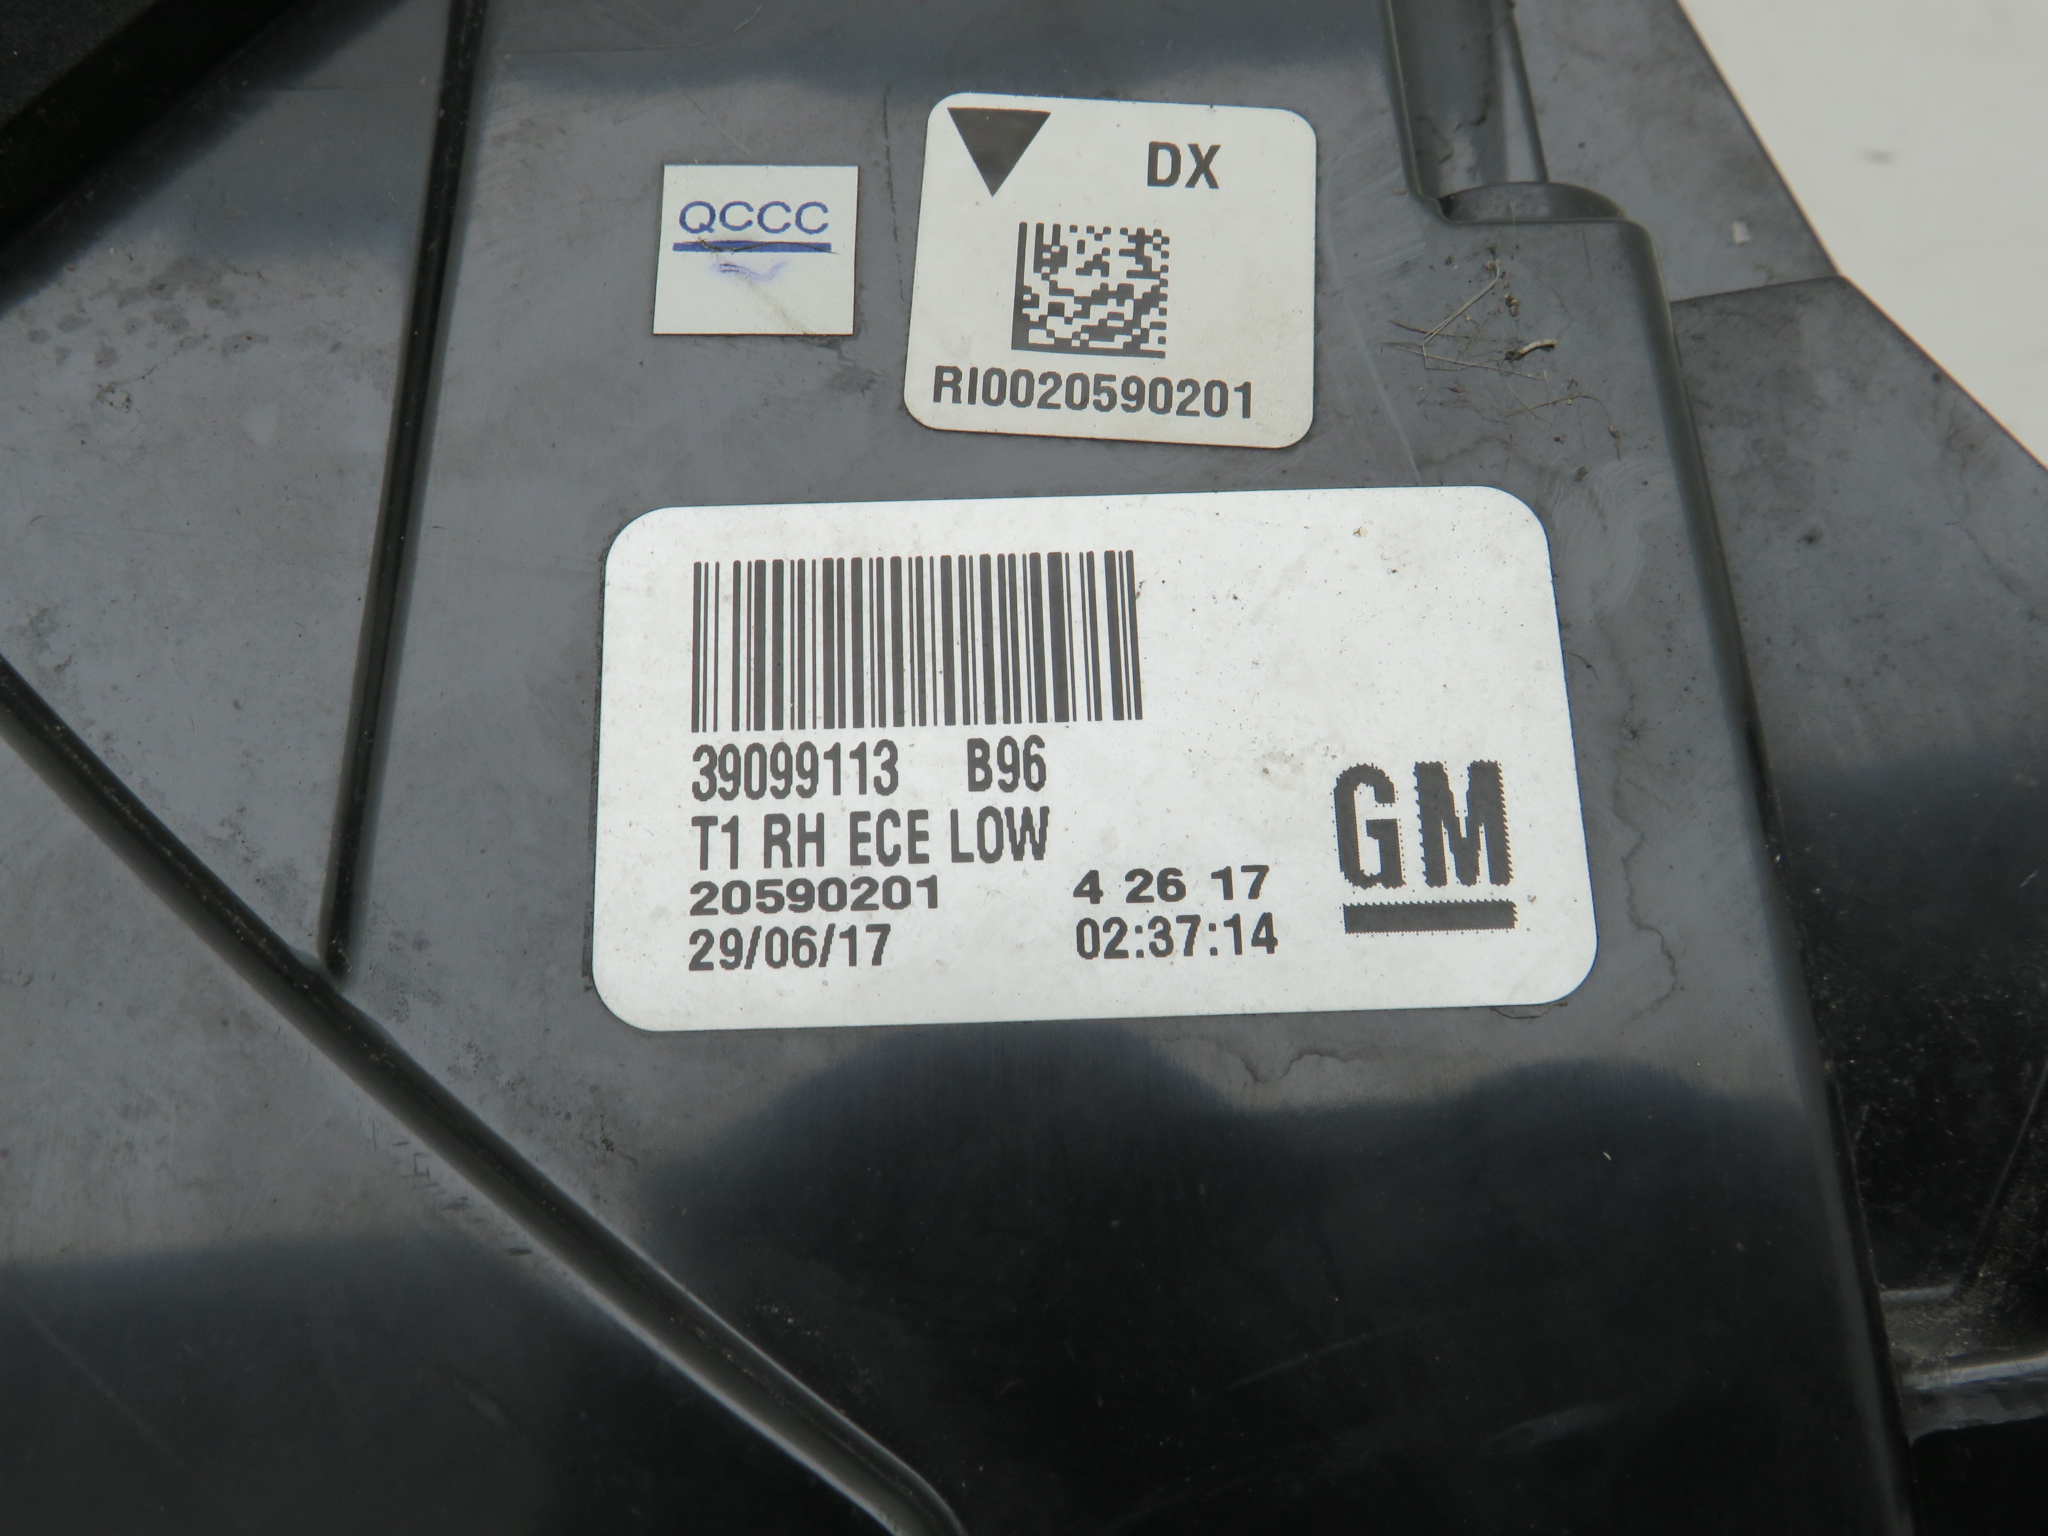 QCCC
DX
RI0020590201
39099113 B96
T1 RH ECE LOW
20590201 4 26 17
29/06/17 02:37:14
GM